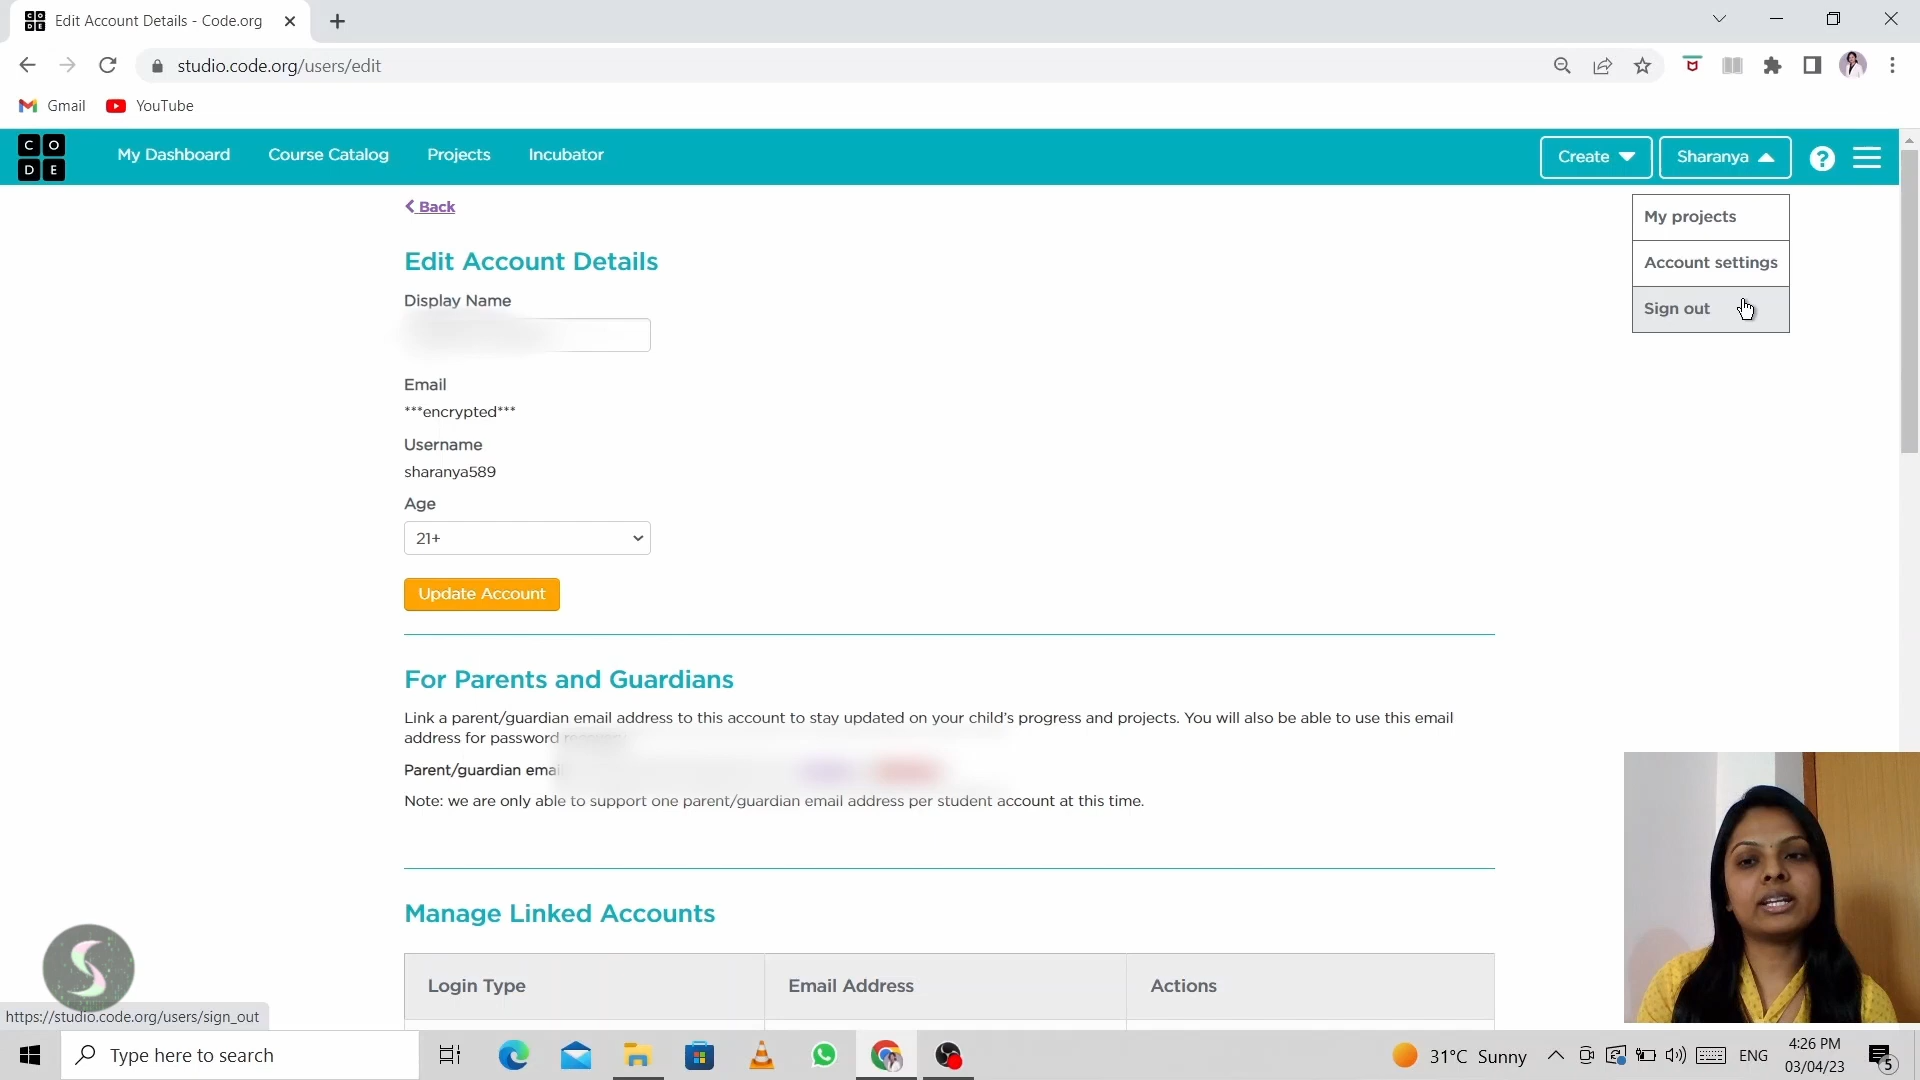 Edit Account Details - Code.org
studio.code.org/users/edit
Gmail
YouTube
C O
D E
My Dashboard
Course Catalog
Projects
Incubator
Create
Sharanya
?
Back
My projects
Account settings
Sign out
Edit Account Details
Display Name
Email
***encrypted***
Username
sharanya589
Age
21+
Update Account
For Parents and Guardians
Link a parent/guardian email address to this account to stay updated on your child's progress and projects. You will also be able to use this email
address for password
Parent/guardian email
Note: we are only able to support one parent/guardian email address per student account at this time.
Manage Linked Accounts
Login Type
Email Address
Actions
https://studio.code.org/users/sign_out
Type here to search
31°C Sunny
ENG
4:26 PM
03/04/23
5